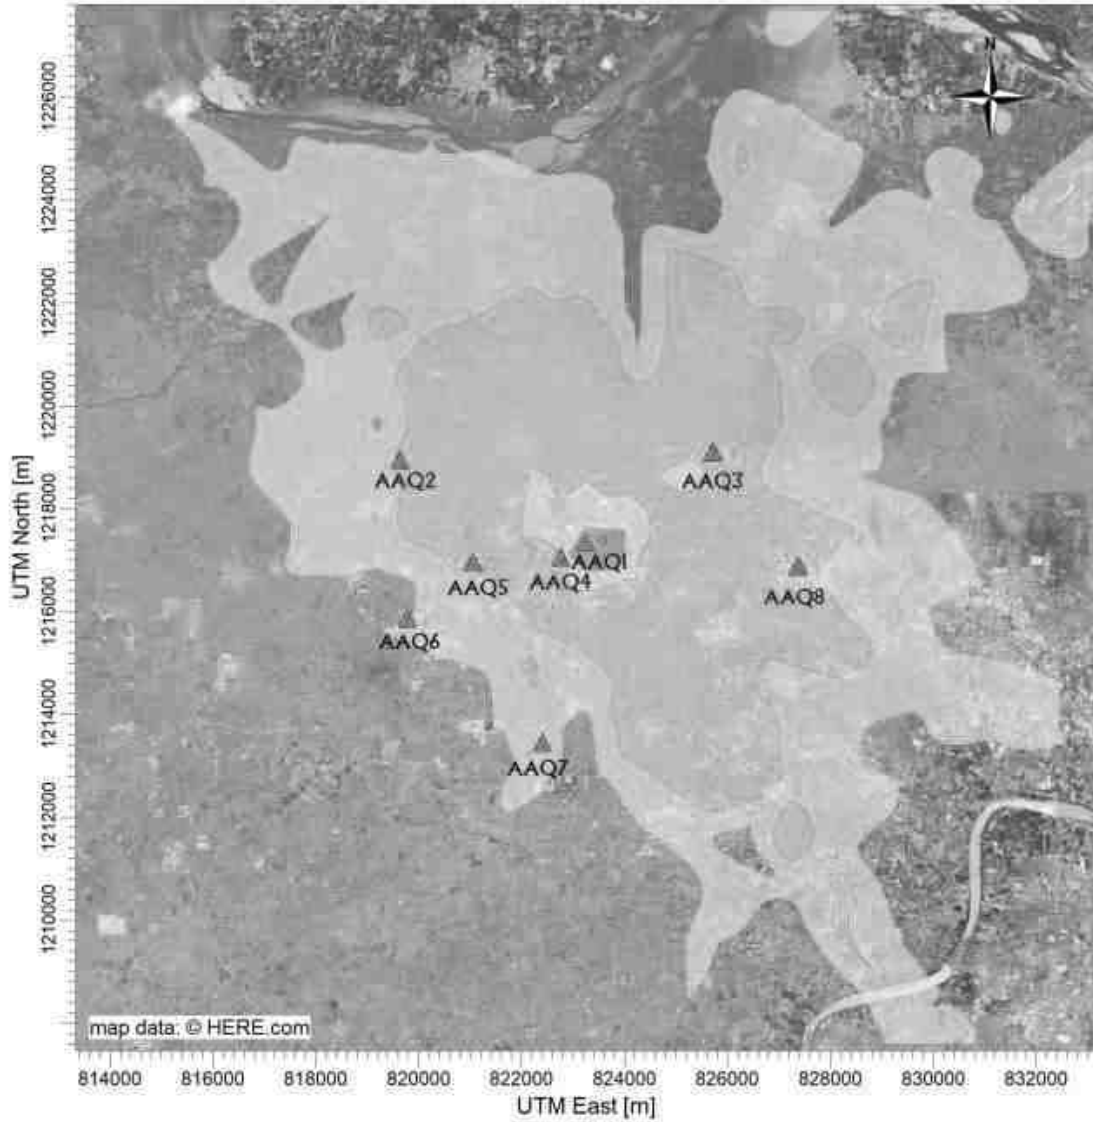 N
UTM North [m]
1226000
1224000
1222000
1220000
1218000
1216000
1214000
1212000
1210000
AAQ2
AAQ3
AAQ1
AAQ4
AAQ5
AAQ8
AAQ6
AAQ7
map data: © HERE.com
814000 816000 818000 820000 822000 824000 826000 828000 830000 832000
UTM East [m]